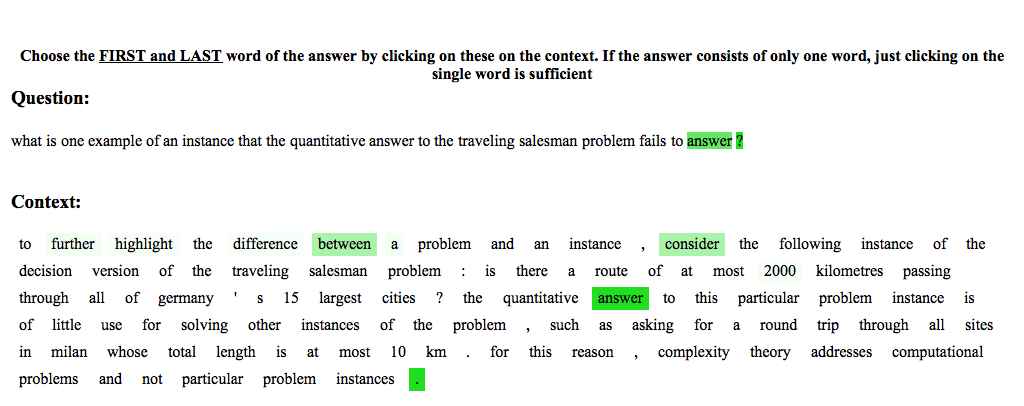 Choose the FIRST and LAST word of the answer by clicking on these on the context. If the answer consists of only one word, just clicking on the
single word is sufficient
Question:
what is one example of an instance that the quantitative answer to the traveling salesman problem fails to answer ?
Context:
to further highlight the difference between a problem and an instance , consider the following instance of the
decision version of the traveling salesman problem : is there a route of at most 2000 kilometres passing
through all of germany ' s 15 largest cities ? the quantitative answer to this particular problem instance is
of little use for solving other instances of the problem , such as asking for a round trip through all sites
in milan whose total length is at most 10 km . for this reason , complexity theory addresses computational
problems and not particular problem instances .